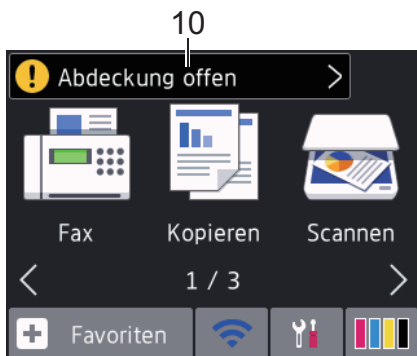 10
Abdeckung offen
Fax Kopieren Scannen
1 / 3
Favoriten